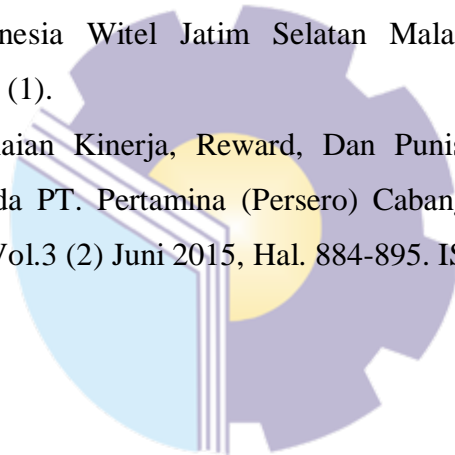 nesia Witel Jatim Selatan Mala
(1).
aian Kinerja, Reward, Dan Punis
da PT. Pertamina (Persero) Caban
Vol.3 (2) Juni 2015, Hal. 884-895. IS